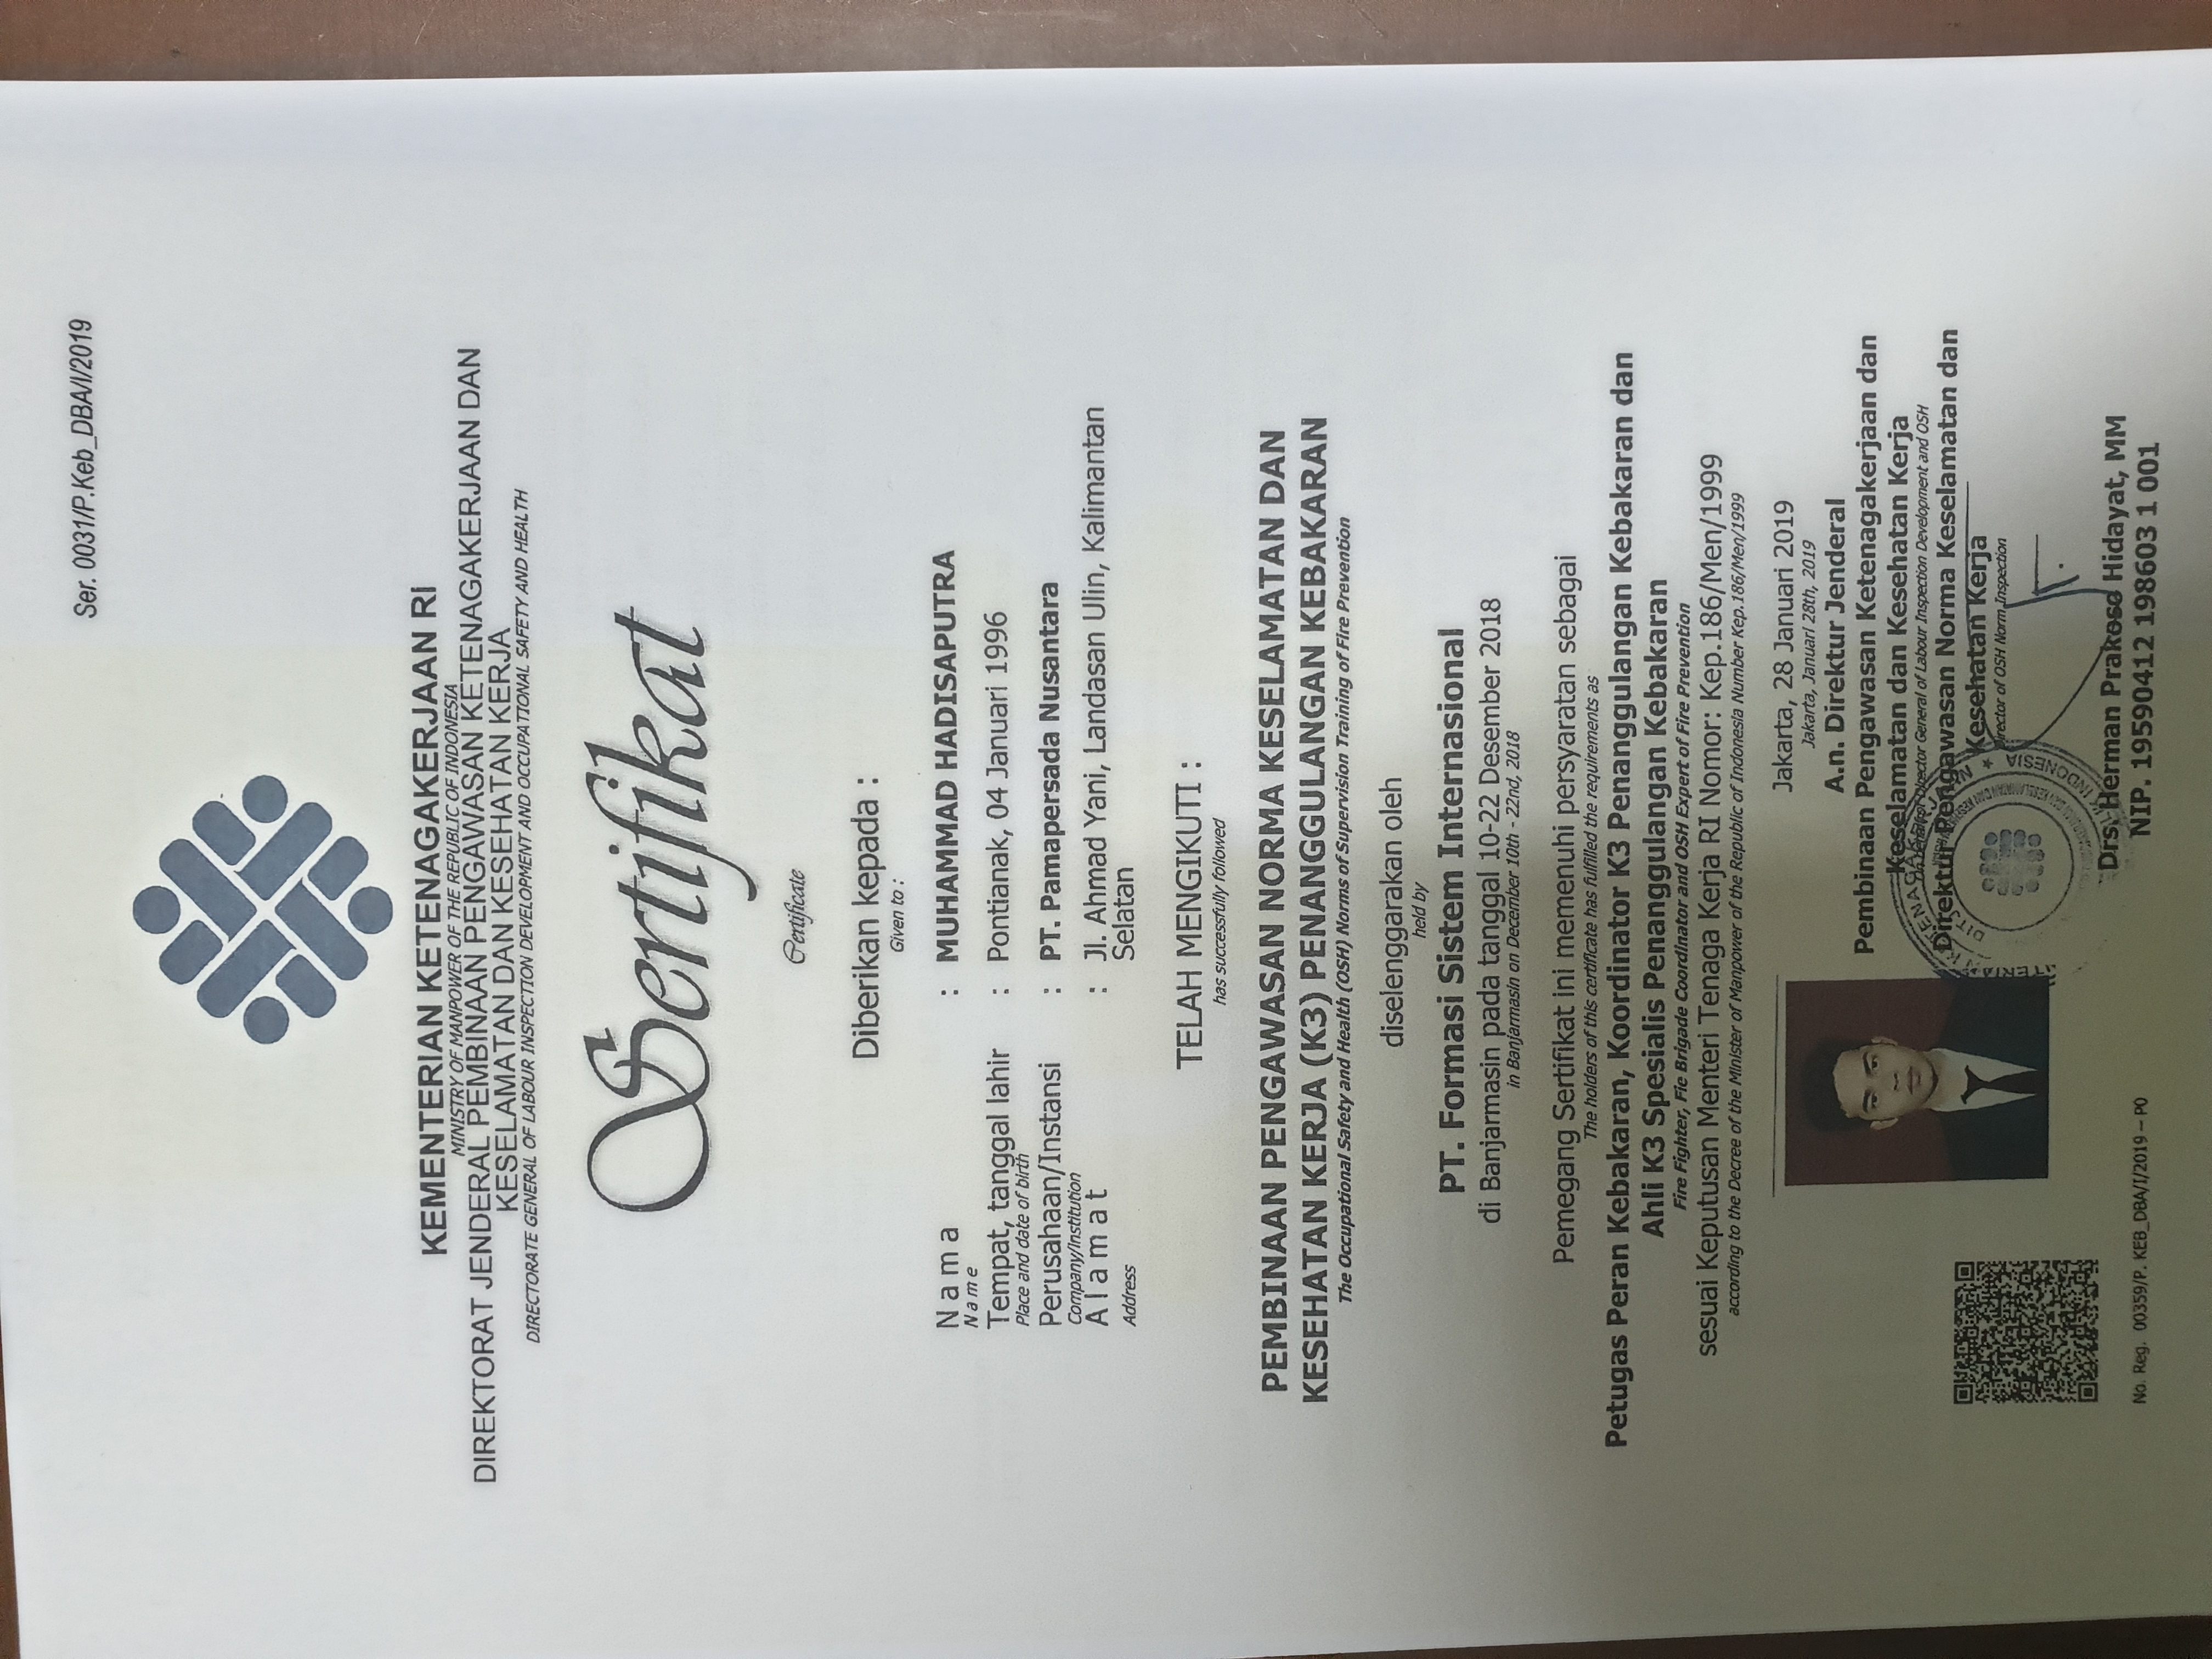 Ser. 0031/P.Keb_DBA/I/2019
KEMENTERIAN KETENAGAKERJAAN RI
MINISTRY OF MANPOWER OF THE REPUBLIC OF INDONESIA
DIREKTORAT JENDERAL PEMBINAAN PENGAWASAN KETENAGAKERJAAN DAN
KESELAMATAN DAN KESEHATAN KERJA
DIRECTORATE GENERAL OF LABOUR INSPECTION DEVELOPMENT AND OCCUPATIONAL SAFETY AND HEALTH
Sertifikat
Certificate
Diberikan kepada :
Given to :
Nama : MUHAMMAD HADISAPUTRA
Name
Tempat, tanggal lahir : Pontianak, 04 Januari 1996
Place and date of birth
Perusahaan/Instansi : PT. Pamapersada Nusantara
Company/Institution
Alamat : Jl. Ahmad Yani, Landasan Ulin, Kalimantan
Selatan
Address
TELAH MENGIKUTI :
has successfully followed
PEMBINAAN PENGAWASAN NORMA KESELAMATAN DAN
KESEHATAN KERJA (K3) PENANGGULANGAN KEBAKARAN
The Occupational Safety and Health (OSH) Norms of Supervision Training of Fire Prevention
diselenggarakan oleh
held by
PT. Formasi Sistem Internasional
di Banjarmasin pada tanggal 10-22 Desember 2018
in Banjarmasin on December 10th - 22nd, 2018
Pemegang Sertifikat ini memenuhi persyaratan sebagai
The holders of this certificate has fulfilled the requirements as
Petugas Peran Kebakaran, Koordinator K3 Penanggulangan Kebakaran dan
Ahli K3 Spesialis Penanggulangan Kebakaran
Fire Fighter, Fie Brigade Coordinator and OSH Expert of Fire Prevention
sesuai Keputusan Menteri Tenaga Kerja RI Nomor: Kep.186/Men/1999
according to the Decree of the Minister of Manpower of the Republic of Indonesia Number Kep.186/Men/1999
Jakarta, 28 Januari 2019
Jakarta, Januari 28th, 2019
A.n. Direktur Jenderal
Pembinaan Pengawasan Ketenagakerjaan dan
Keselamatan dan Kesehatan Kerja
Director General of Labour Inspection Development and OSH
Direktur Pengawasan Norma Keselamatan dan
Kesehatan Kerja
Director of OSH Norm Inspection
KETENAGAKERJAAN
INDONESIA
Drs. Herman Prakoso Hidayat, MM
NIP. 19590412 198603 1 001
No. Reg. 00359/P. KEB_DBA/I/2019 – P0